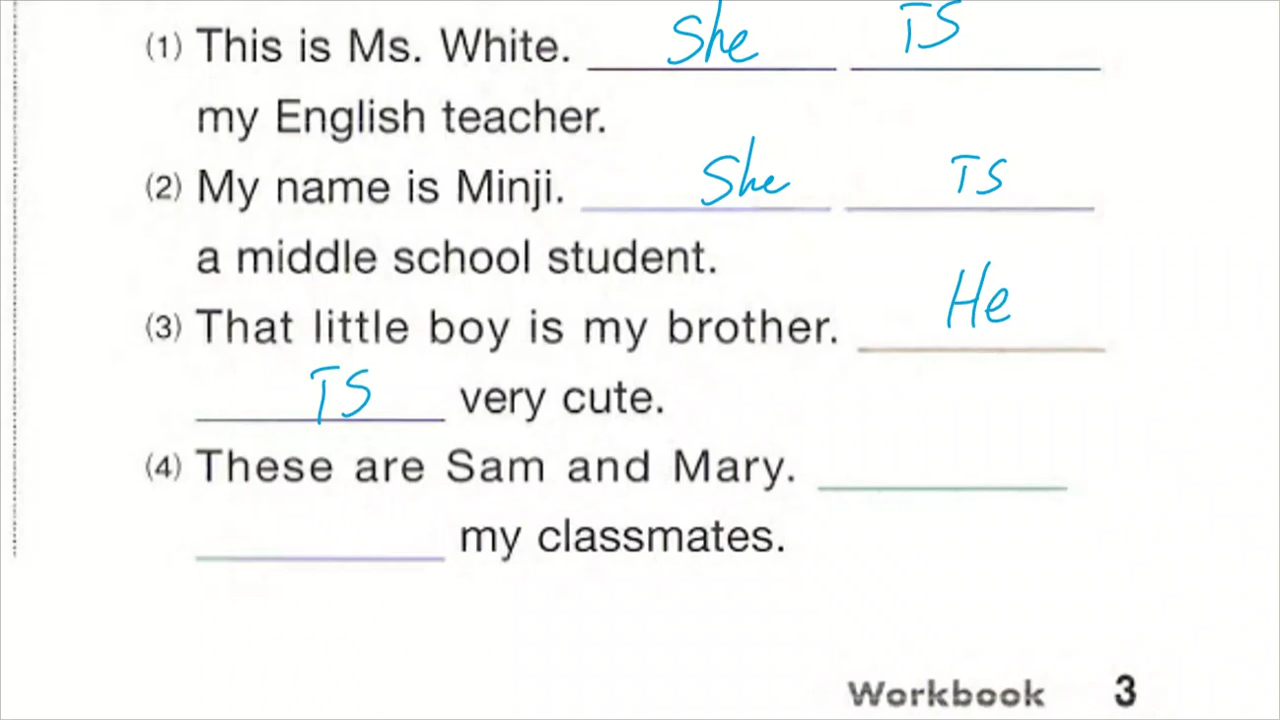 (1) This is Ms. White. She is
my English teacher.
(2) My name is Minji. She is
a middle school student.
(3) That little boy is my brother. He
is very cute.
(4) These are Sam and Mary. ________
________ my classmates.
Workbook 3